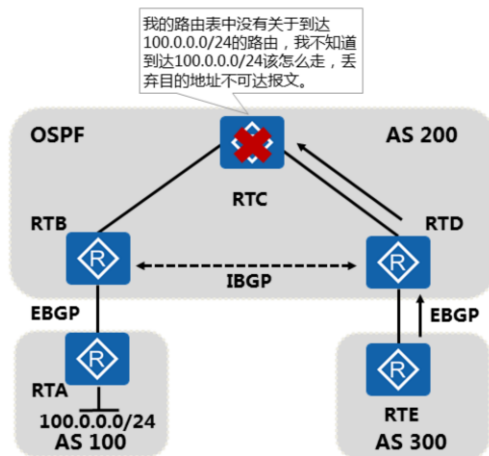 我的路由表中没有关于到达
100.0.0.0/24的路由，我不知道
到达100.0.0.0/24该怎么走，丢
弃目的地址不可达报文。
OSPF
AS 200
RTC
RTB
RTD
R
R
IBGP
EBGP
EBGP
R
R
RTA
RTE
100.0.0.0/24
AS 100
AS 300